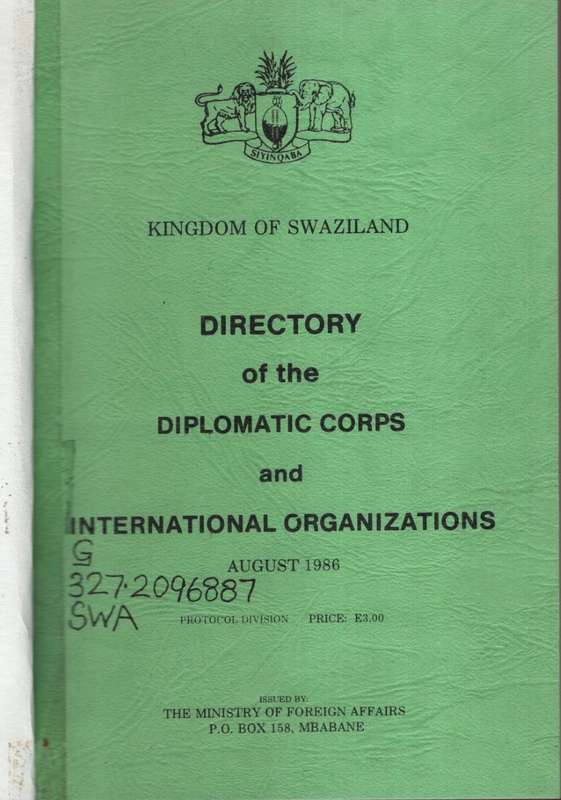 SIYINQABA
KINGDOM OF SWAZILAND
DIRECTORY
of the
DIPLOMATIC CORPS
and
INTERNATIONAL ORGANIZATIONS
AUGUST 1986
G
327.2096887
SWA
PROTOCOL DIVISION PRICE: E3.00
ISSUED BY:
THE MINISTRY OF FOREIGN AFFAIRS
P.O. BOX 158, MBABANE